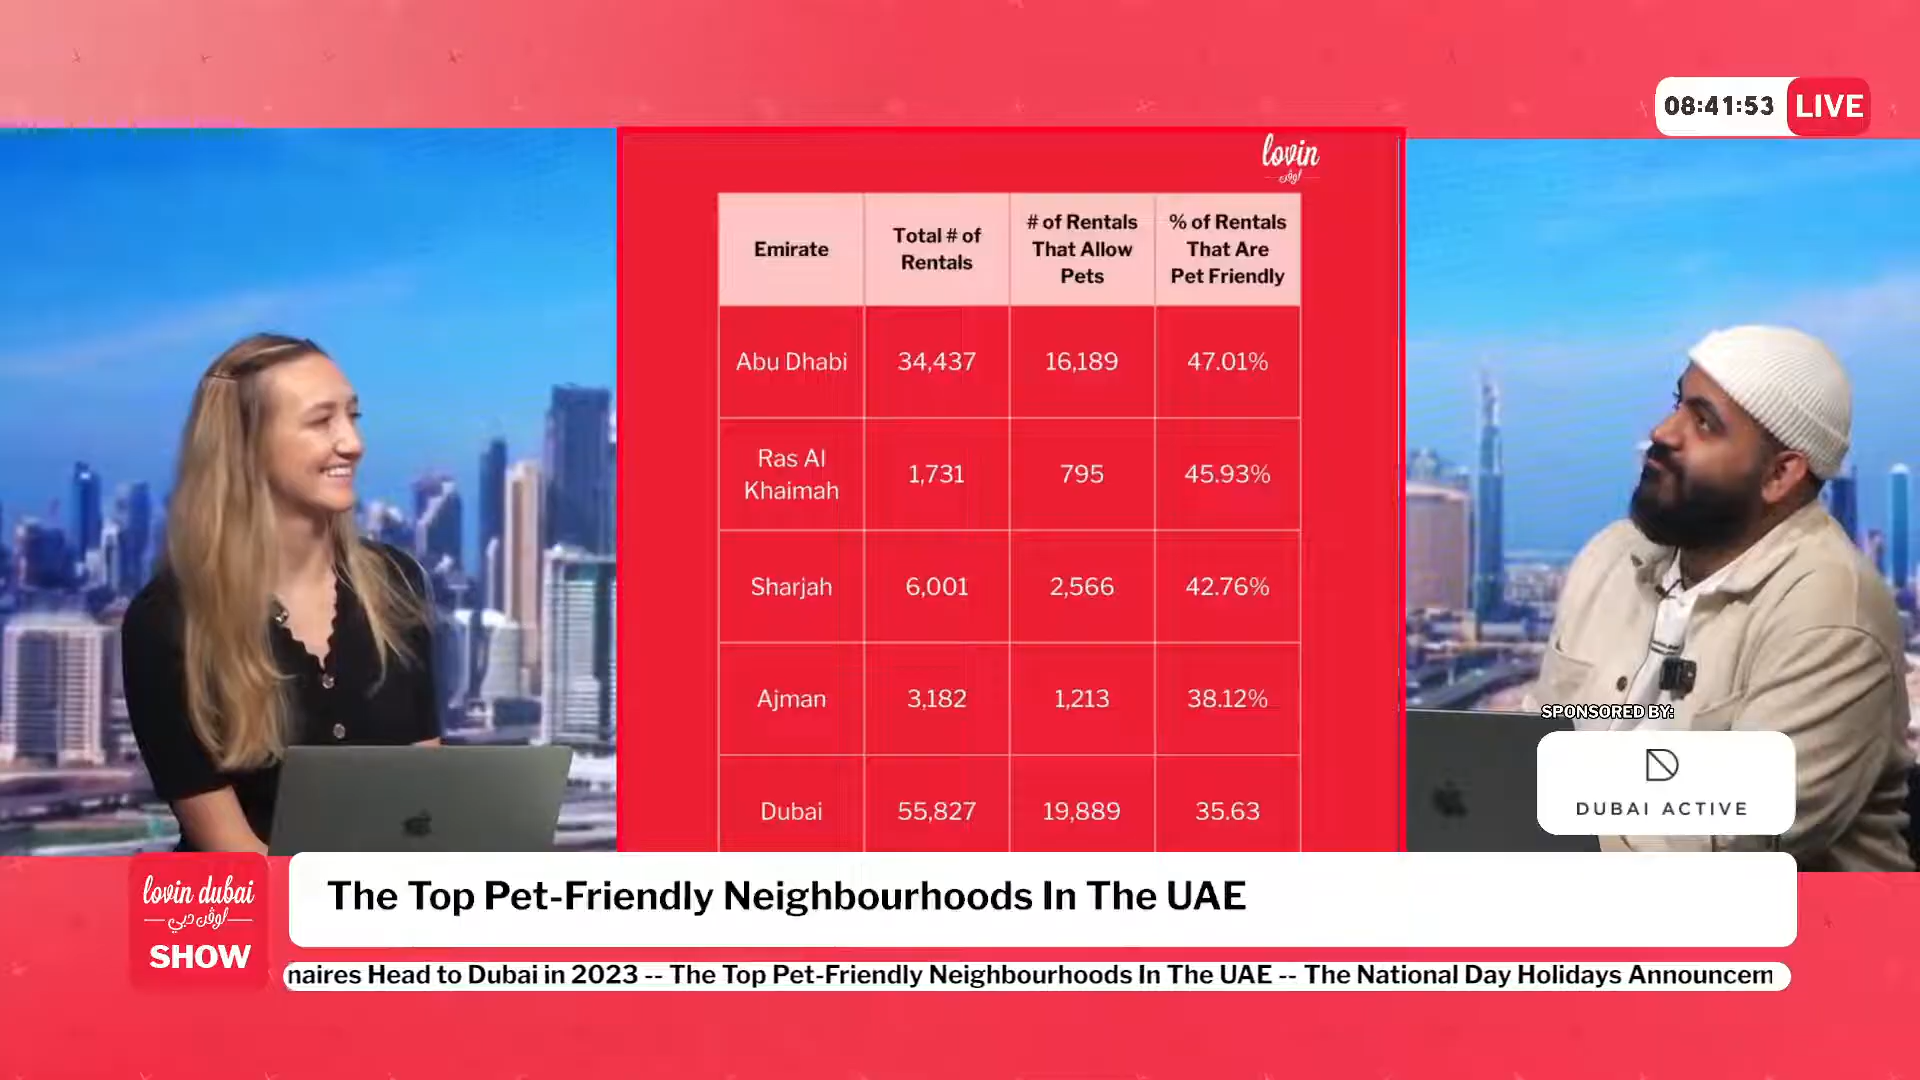 08:41:53 LIVE
lovin
لوڤن
Emirate
Total # of
Rentals
# of Rentals
That Allow
Pets
% of Rentals
That Are
Pet Friendly
Abu Dhabi
34,437
16,189
47.01%
Ras Al
Khaimah
1,731
795
45.93%
Sharjah
6,001
2,566
42.76%
Ajman
3,182
1,213
38.12%
Dubai
55,827
19,889
35.63
SPONSORED BY:
DUBAI ACTIVE
lovin dubai
لوڤن دبي
SHOW
The Top Pet-Friendly Neighbourhoods In The UAE
naires Head to Dubai in 2023 -- The Top Pet-Friendly Neighbourhoods In The UAE -- The National Day Holidays Announcem